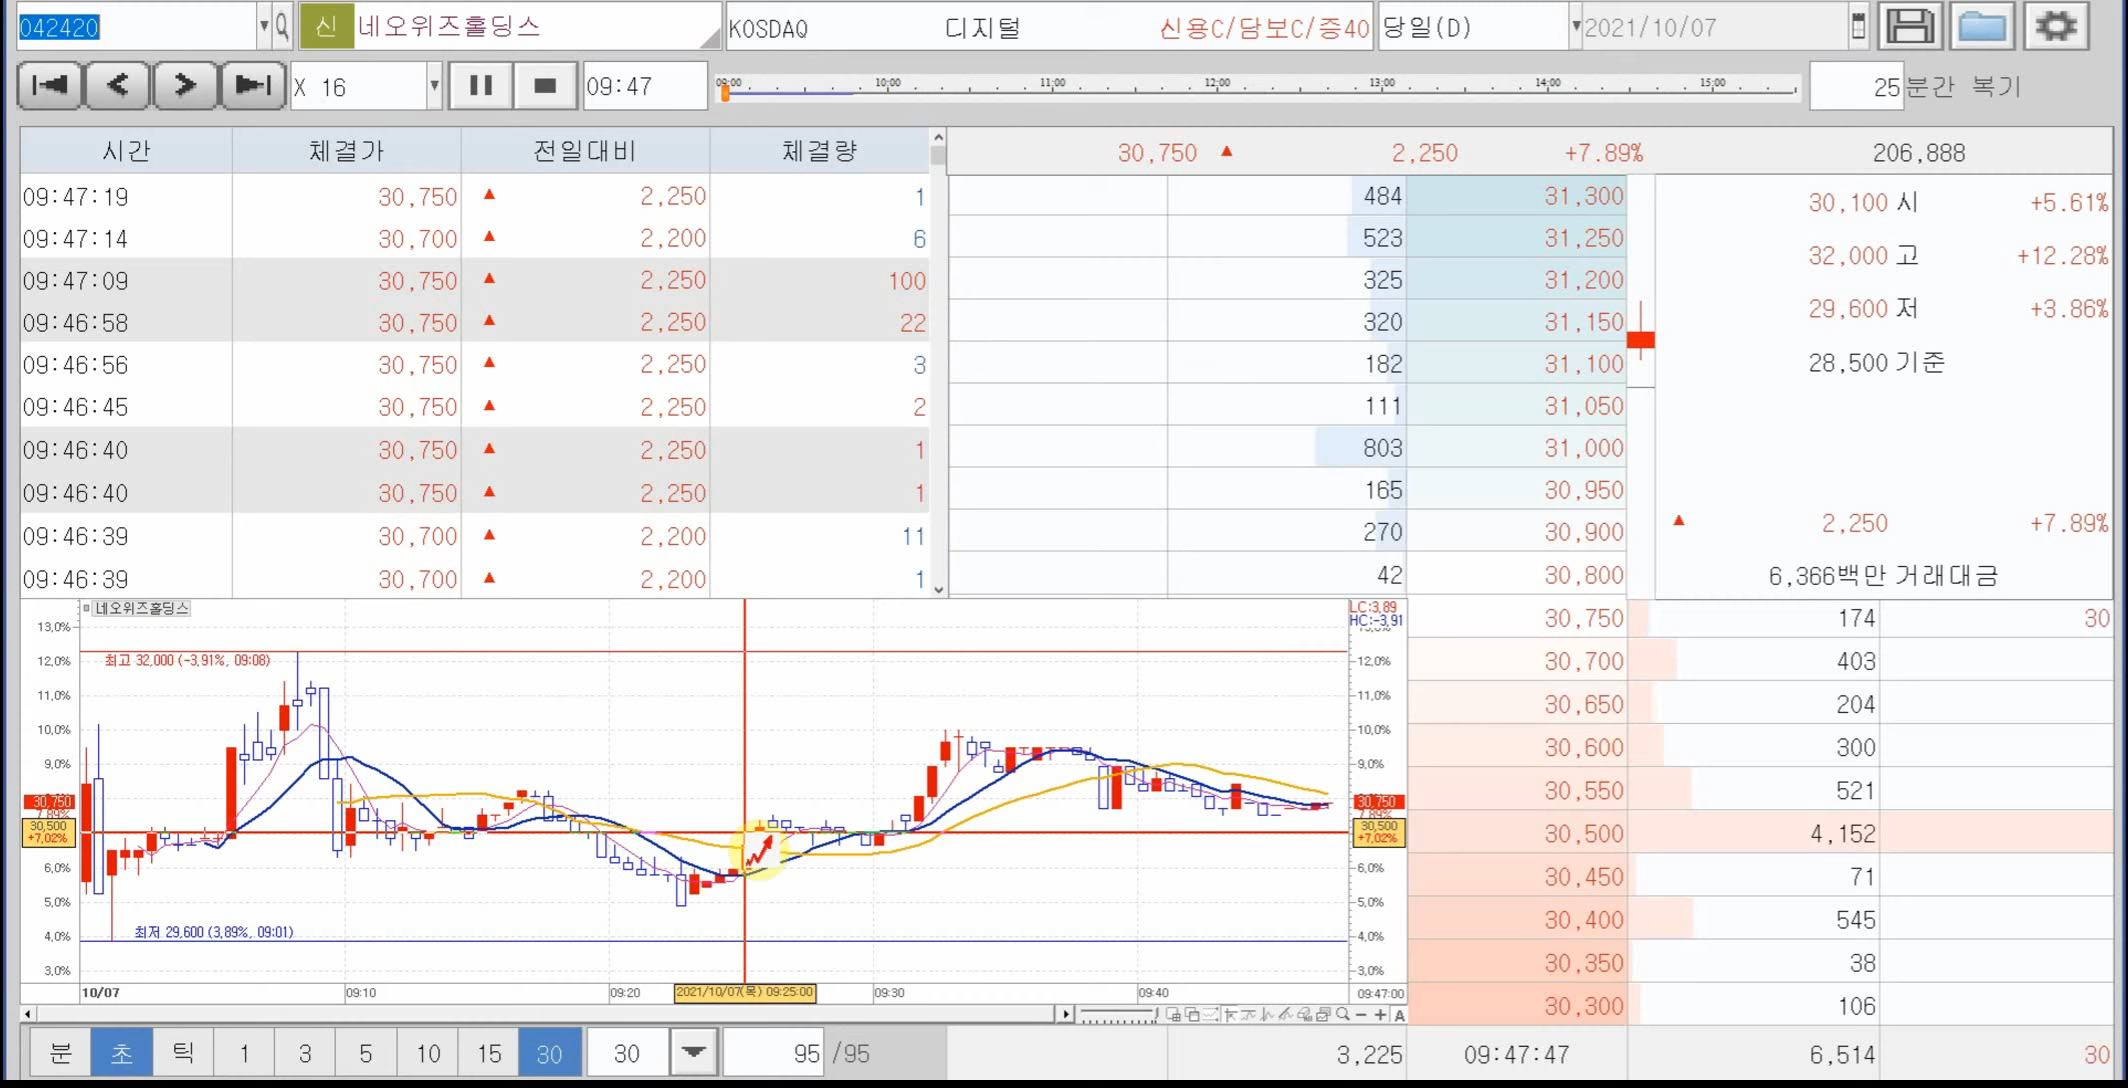 042420 신 네오위즈홀딩스 KOSDAQ 디지털 신용C/담보C/증40 당일(D) 2021/10/07
X 16 09:47 09:00 10:00 11:00 12:00 13:00 14:00 15:00 25 분간 복기
시간 체결가 전일대비 체결량 30,750 ▲ 2,250 +7.89% 206,888
09:47:19 30,750 ▲ 2,250 1
09:47:14 30,700 ▲ 2,200 6
09:47:09 30,750 ▲ 2,250 100
09:46:58 30,750 ▲ 2,250 22
09:46:56 30,750 ▲ 2,250 3
09:46:45 30,750 ▲ 2,250 2
09:46:40 30,750 ▲ 2,250 1
09:46:40 30,750 ▲ 2,250 1
09:46:39 30,700 ▲ 2,200 11
09:46:39 30,700 ▲ 2,200 1
484 31,300
523 31,250
325 31,200
320 31,150
182 31,100
111 31,050
803 31,000
165 30,950
270 30,900
42 30,800
30,100 시 +5.61%
32,000 고 +12.28%
29,600 저 +3.86%
28,500 기준
▲ 2,250 +7.89%
6,366백만 거래대금
30,750 174 30
30,700 403
30,650 204
30,600 300
30,550 521
30,500 4,152
30,450 71
30,400 545
30,350 38
30,300 106
네오위즈홀딩스
LC:3,89
HC:-3,91
13,0%
12,0%
11,0%
10,0%
9,0%
30,750
7.89%
30,500
+7,02%
6,0%
5,0%
4,0%
3,0%
최고 32,000 (-3,91%, 09:08)
최저 29,600 (3,89%, 09:01)
12,0%
11,0%
10,0%
9,0%
30,750
7.89%
30,500
+7,02%
6,0%
5,0%
4,0%
3,0%
10/07 09:10 09:20 2021/10/07(목) 09:25:00 09:30 09:40 09:47:00
A
분 초 틱 1 3 5 10 15 30 30 95 /95 3,225 09:47:47 6,514 30